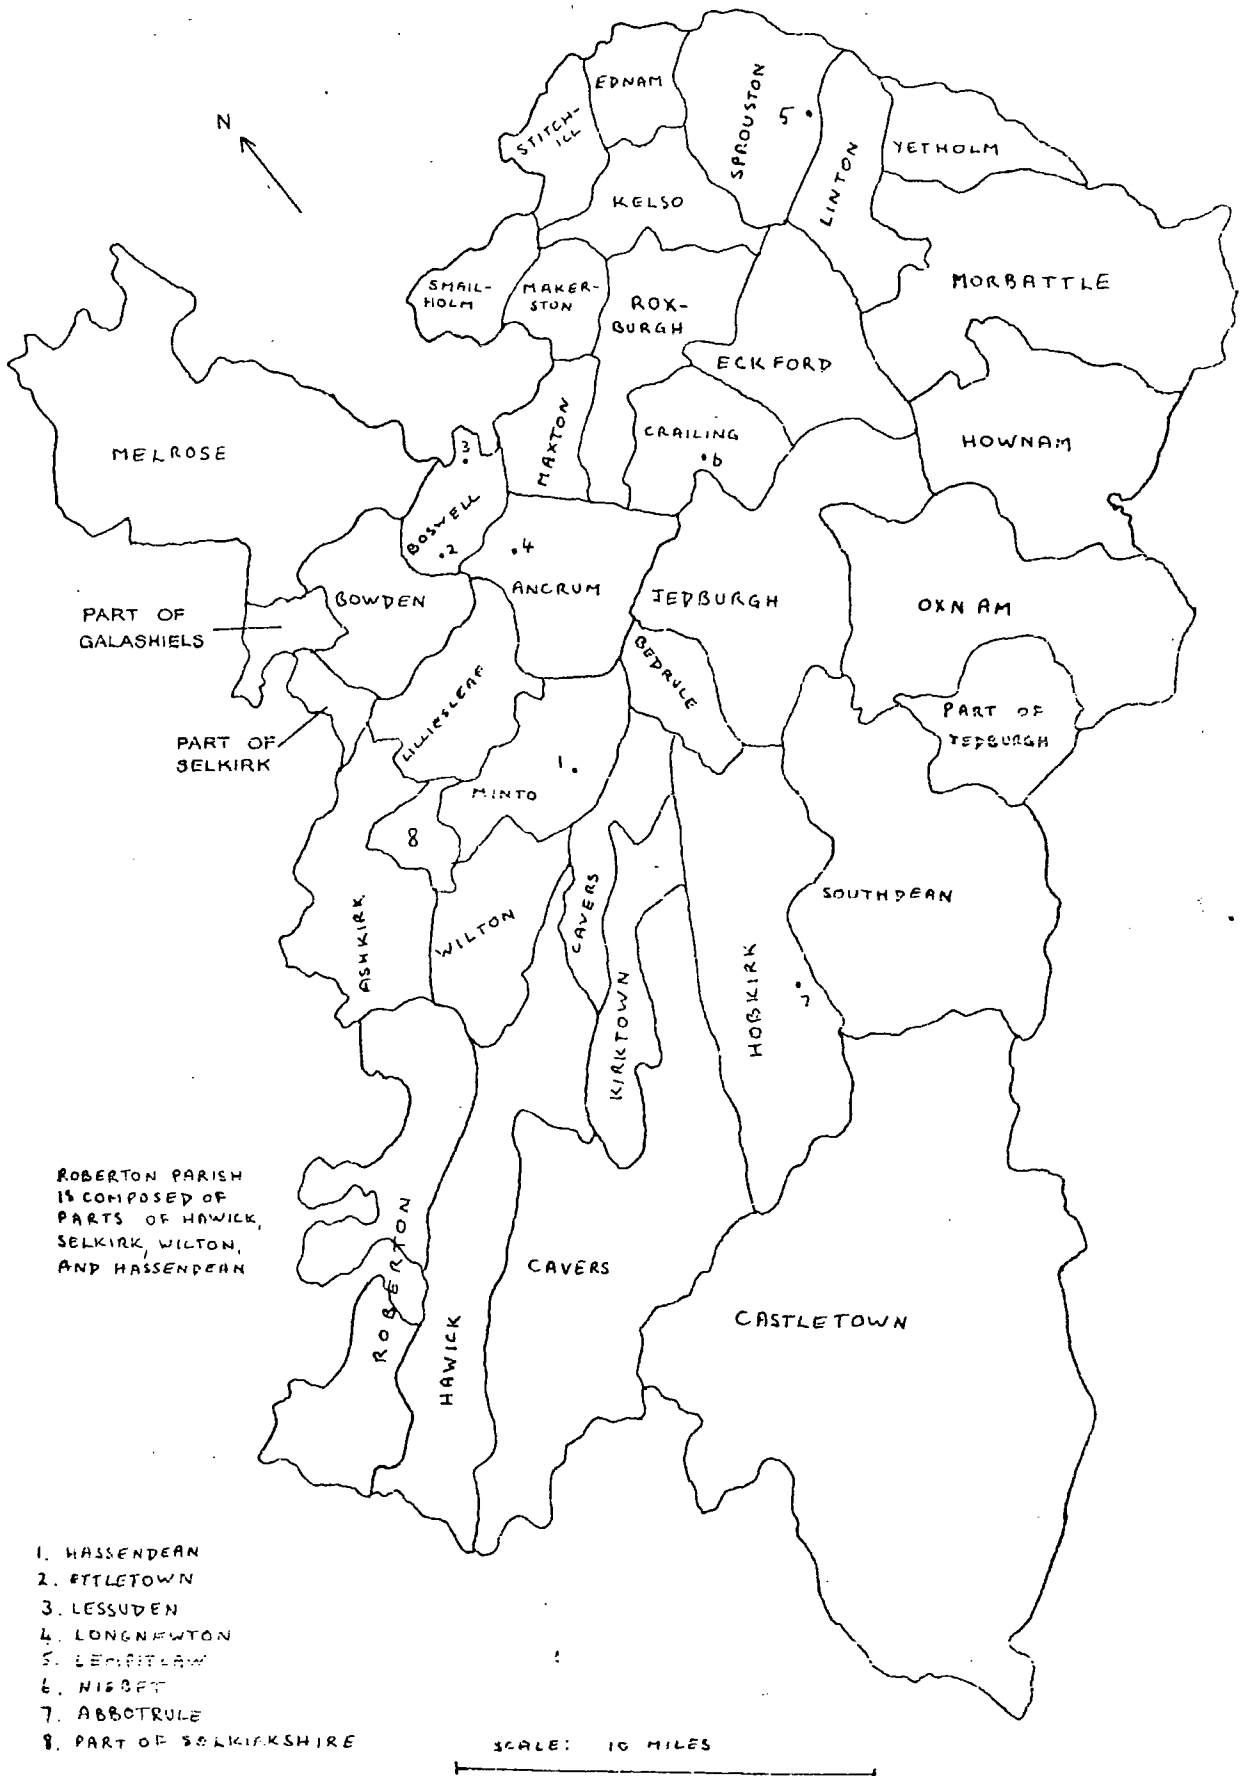 N
EDNAM
STITCH-
ILL
SPROUSTON
5
LINTON
YETHOLM
KELSO
SMAIL-
HOLM
MAKER-
STON
ROX-
BURGH
MORBATTLE
ECKFORD
MELROSE
MAXTON
CRAILING
6
HOWNAM
3
BOSWELL
2
4
ANCRUM
JEDBURGH
OXNAM
BOWDEN
PART OF
GALASHIELS
BEDRULE
LILLIESLEAF
PART OF
JEDBURGH
PART OF
SELKIRK
1
MINTO
8
ASHKIRK
WILTON
CAVERS
SOUTHDEAN
KIRKTOWN
HOBKIRK
7
ROBERTON PARISH
IS COMPOSED OF
PARTS OF HAWICK,
SELKIRK, WILTON,
AND HASSENDEAN
ROBERTON
HAWICK
CAVERS
CASTLETOWN
1. HASSENDEAN
2. ETTLETOWN
3. LESSUDEN
4. LONGNEWTON
5. LEMPITLAW
6. NISBET
7. ABBOTRULE
8. PART OF SELKIRKSHIRE
SCALE: 10 MILES